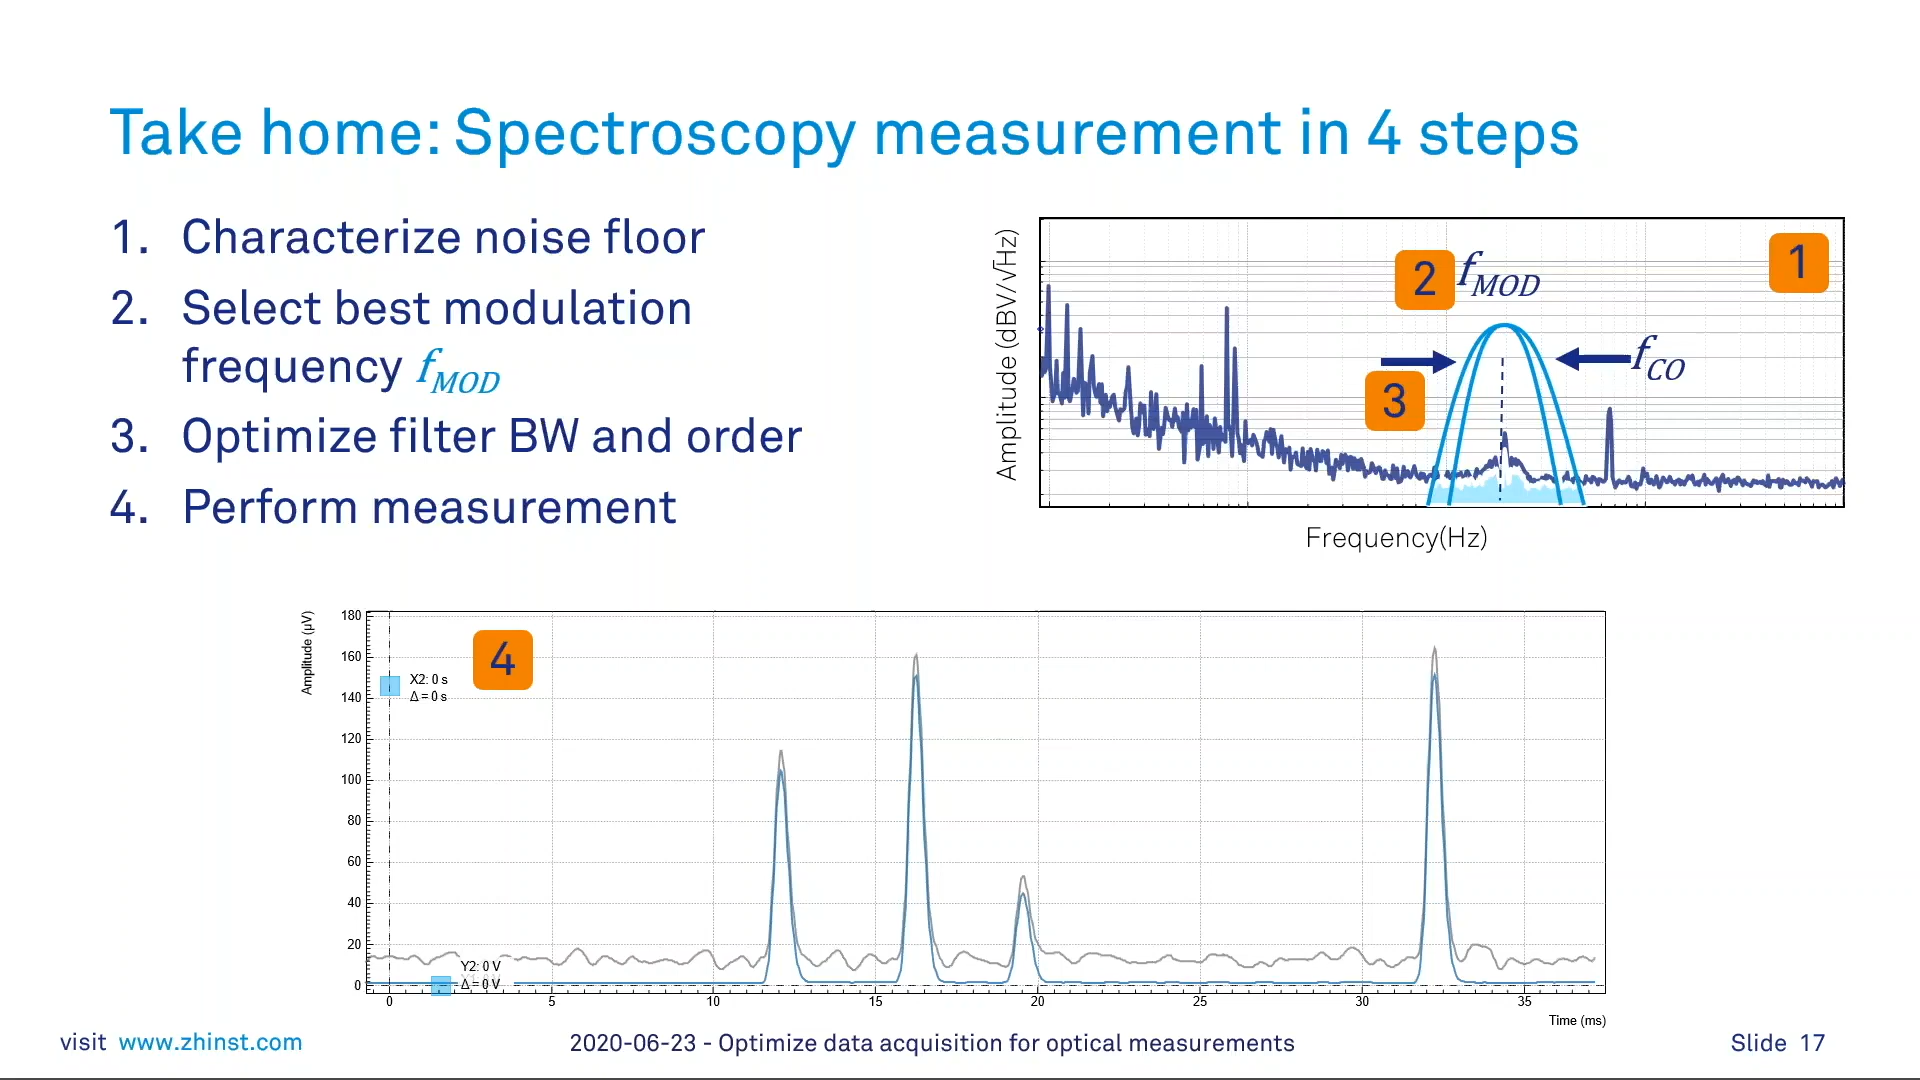 Take home: Spectroscopy measurement in 4 steps
1. Characterize noise floor
2. Select best modulation
frequency f_MOD
3. Optimize filter BW and order
4. Perform measurement
Amplitude (dBV/√Hz)
1
2 f_MOD
f_CO
3
Frequency(Hz)
Amplitude (μV)
180
160
140
120
100
80
60
40
20
0
4
X2: 0 s
Δ = 0 s
Y2: 0 V
Δ = 0 V
0 5 10 15 20 25 30 35
Time (ms)
visit www.zhinst.com
2020-06-23 - Optimize data acquisition for optical measurements
Slide 17